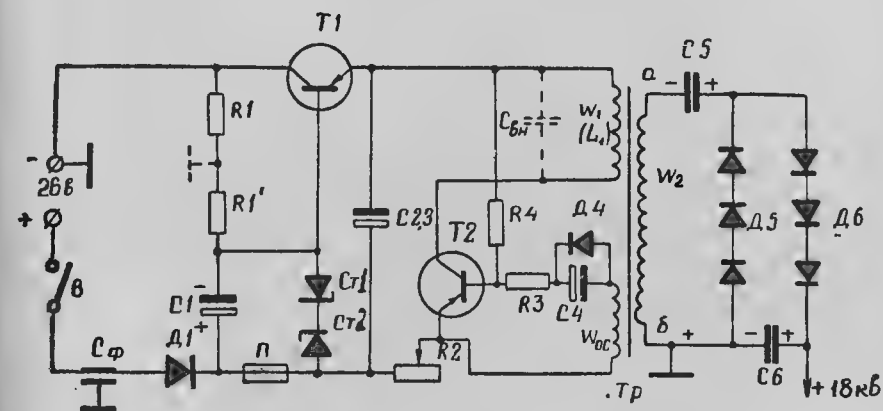 T1
R1
R1'
-
26в
+
В
Cф
Д1
+
C1
-
П
Ст1
Ст2
C2,3
R2
T2
R4
R3
Д4
C4
Cвн
w₁
(L₁)
Wос
.Тр
W₂
а
б
+
- C5 +
Д5
Д6
- +
C6
+18кв